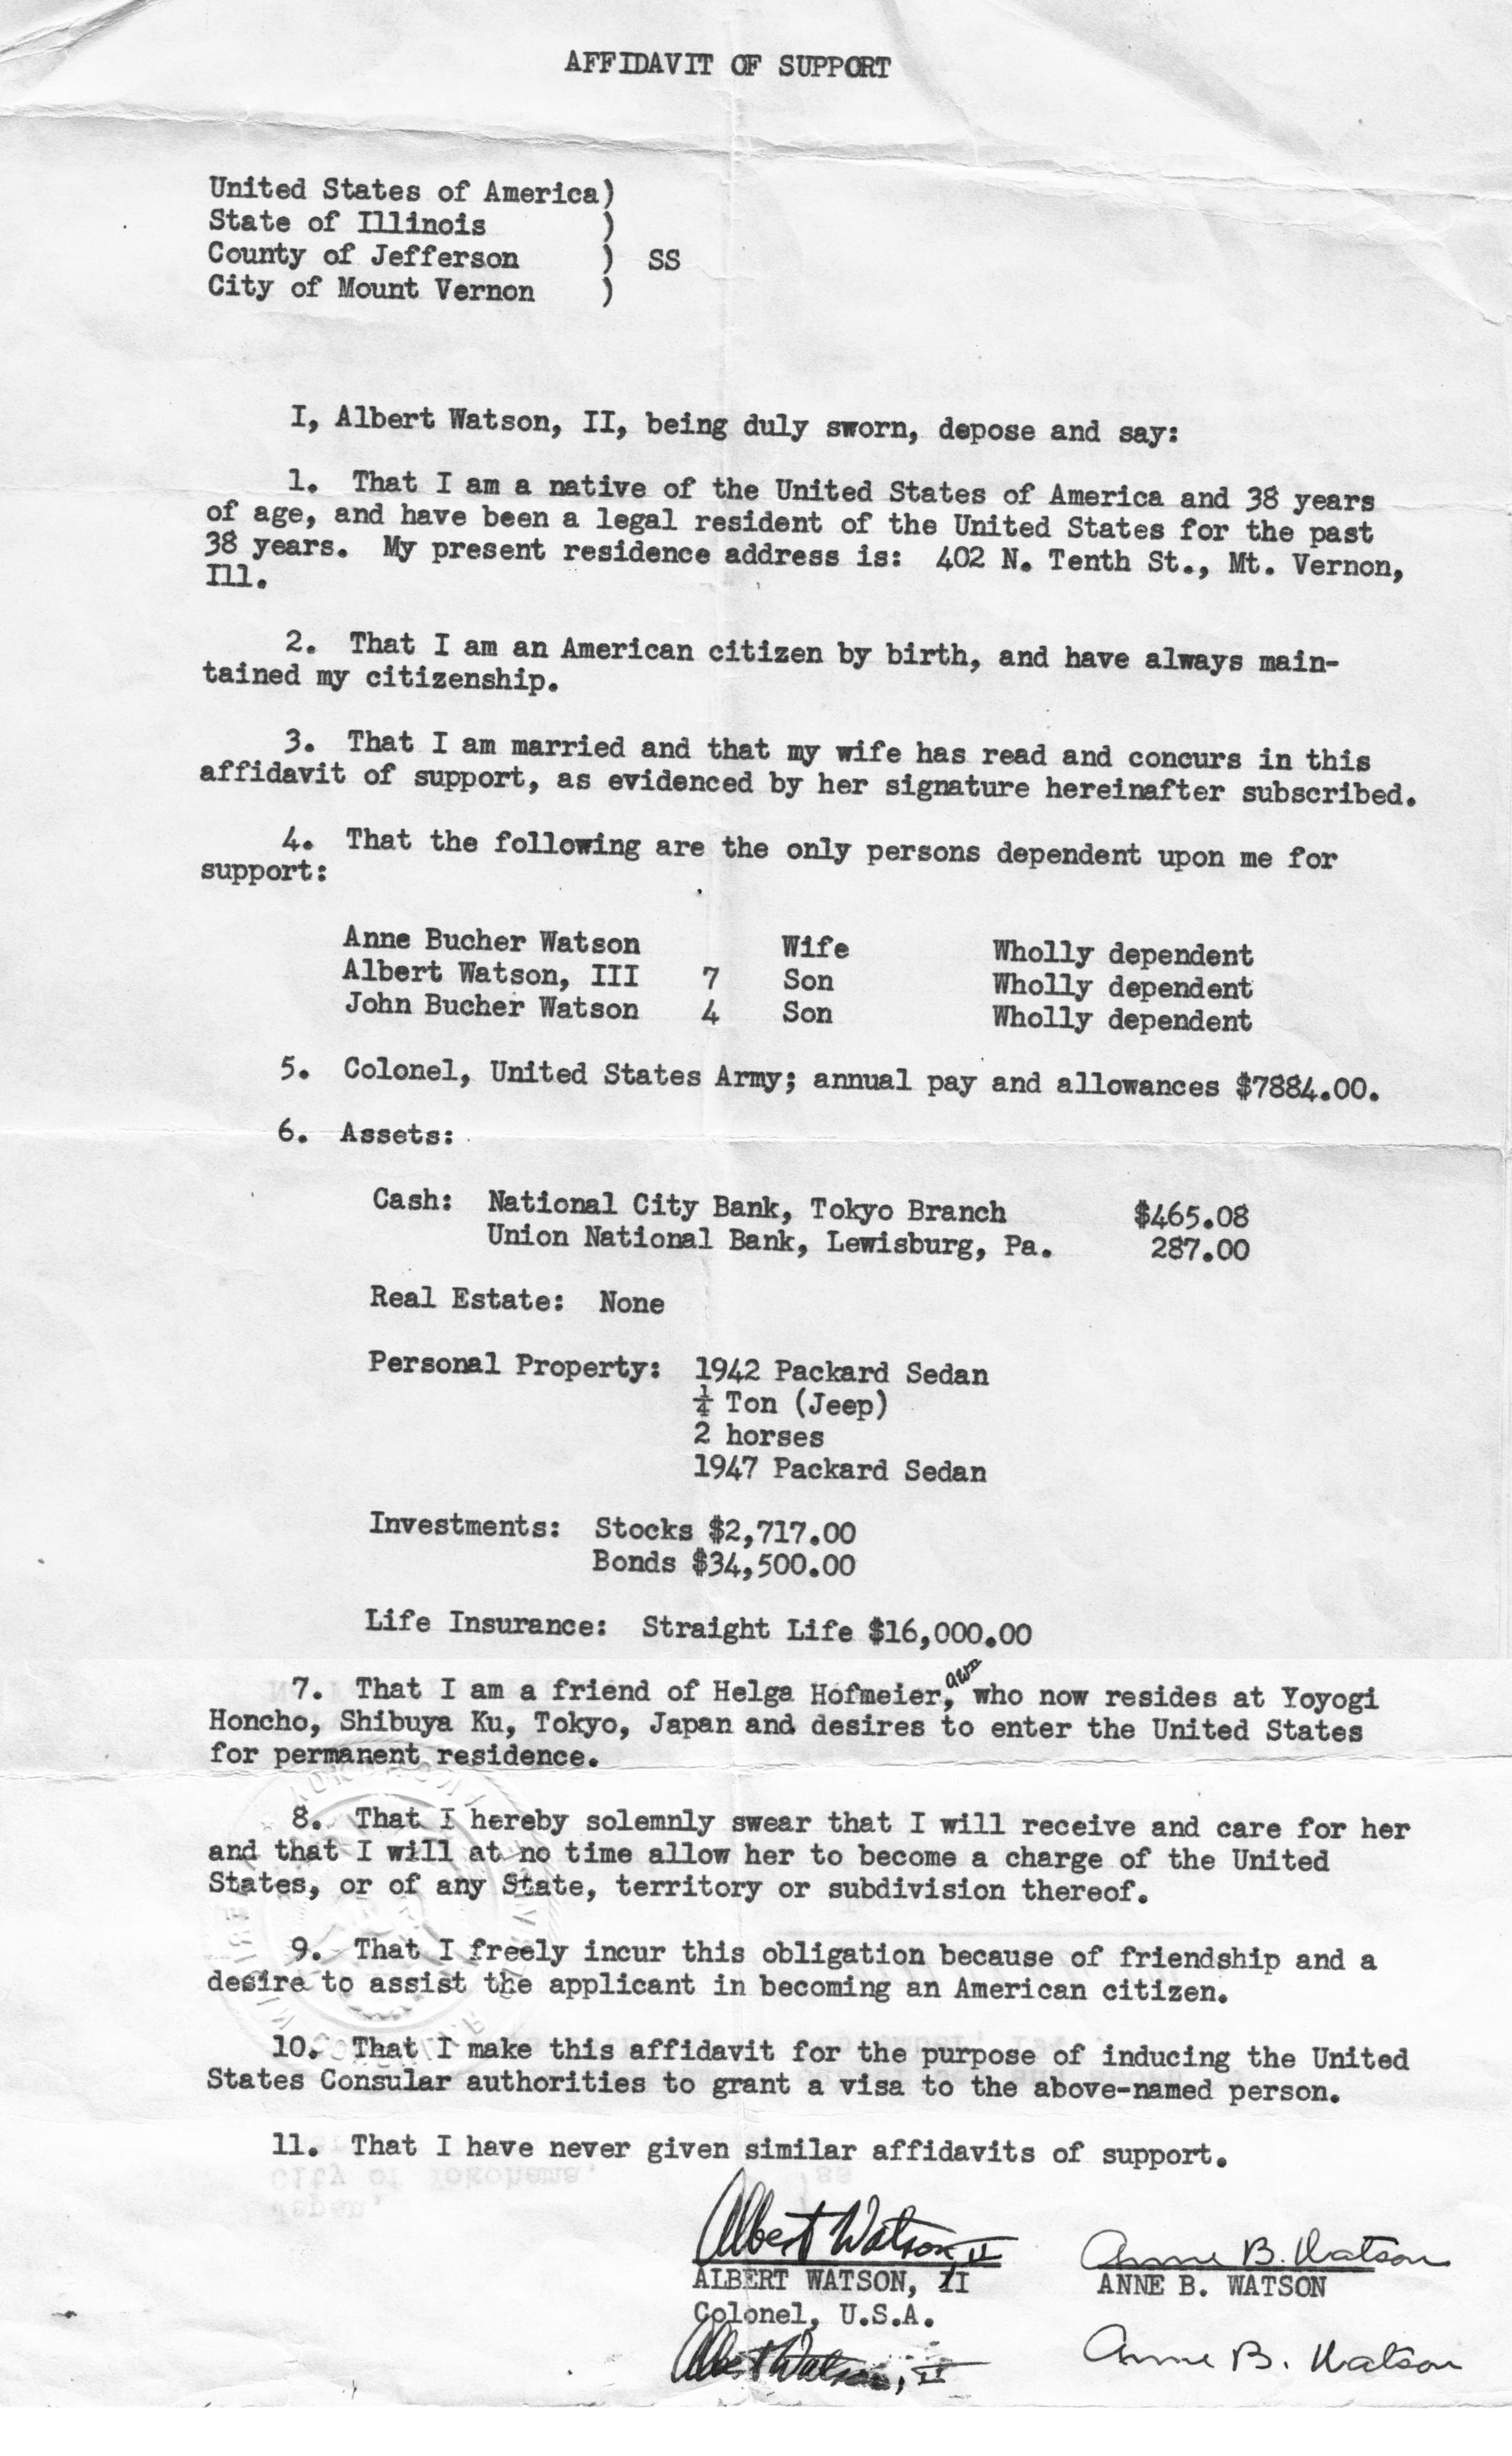 AFFIDAVIT OF SUPPORT
United States of America)
State of Illinois )
County of Jefferson ) SS
City of Mount Vernon )
I, Albert Watson, II, being duly sworn, depose and say:
1. That I am a native of the United States of America and 38 years
of age, and have been a legal resident of the United States for the past
38 years. My present residence address is: 402 N. Tenth St., Mt. Vernon,
Ill.
2. That I am an American citizen by birth, and have always main-
tained my citizenship.
3. That I am married and that my wife has read and concurs in this
affidavit of support, as evidenced by her signature hereinafter subscribed.
4. That the following are the only persons dependent upon me for
support:
Anne Bucher Watson Wife Wholly dependent
Albert Watson, III 7 Son Wholly dependent
John Bucher Watson 4 Son Wholly dependent
5. Colonel, United States Army; annual pay and allowances $7884.00.
6. Assets:
Cash: National City Bank, Tokyo Branch $465.08
Union National Bank, Lewisburg, Pa. 287.00
Real Estate: None
Personal Property: 1942 Packard Sedan
¼ Ton (Jeep)
2 horses
1947 Packard Sedan
Investments: Stocks $2,717.00
Bonds $34,500.00
Life Insurance: Straight Life $16,000.00
7. That I am a friend of Helga Hofmeier, who now resides at Yoyogi
Honcho, Shibuya Ku, Tokyo, Japan and desires to enter the United States
for permanent residence.
8. That I hereby solemnly swear that I will receive and care for her
and that I will at no time allow her to become a charge of the United
States, or of any State, territory or subdivision thereof.
9. That I freely incur this obligation because of friendship and a
desire to assist the applicant in becoming an American citizen.
10. That I make this affidavit for the purpose of inducing the United
States Consular authorities to grant a visa to the above-named person.
11. That I have never given similar affidavits of support.
Albert Watson II Anne B. Watson
ALBERT WATSON, II ANNE B. WATSON
Colonel, U.S.A.
Albert Watson, II Anne B. Watson